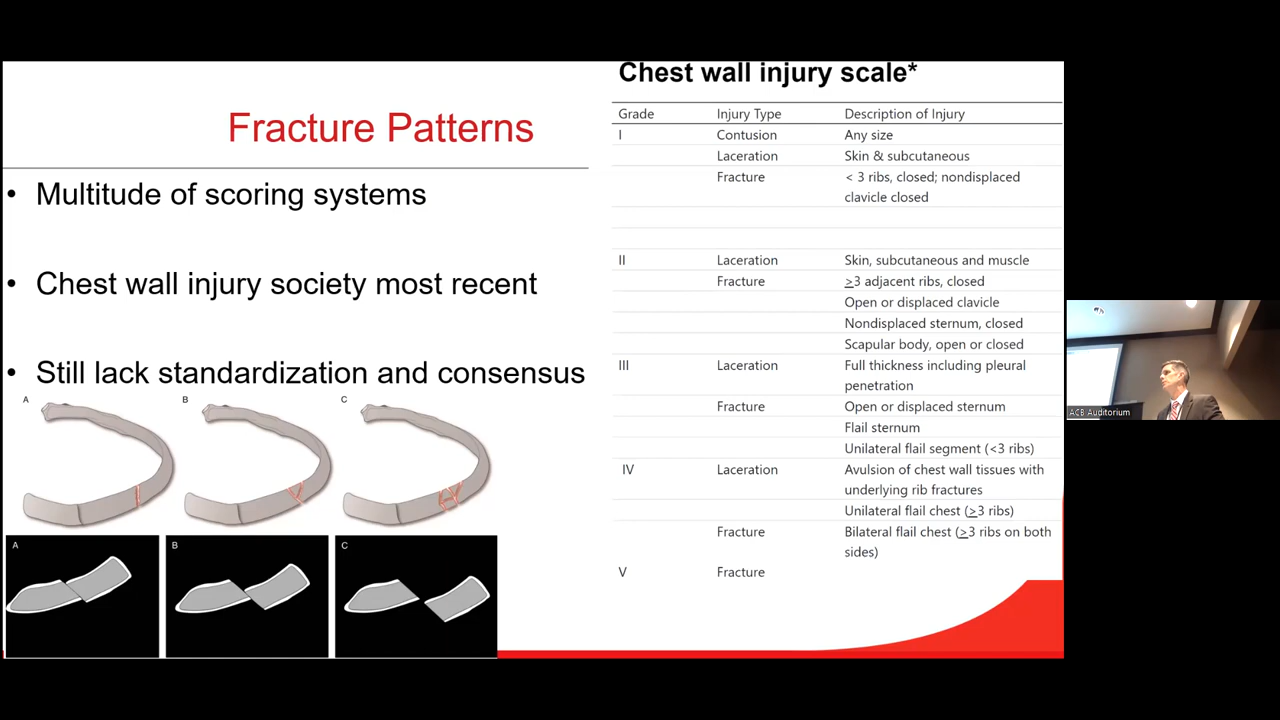 Fracture Patterns
• Multitude of scoring systems
• Chest wall injury society most recent
• Still lack standardization and consensus
A
B
C
A
B
C
Chest wall injury scale*
Grade Injury Type Description of Injury
I Contusion Any size
Laceration Skin & subcutaneous
Fracture < 3 ribs, closed; nondisplaced
clavicle closed
II Laceration Skin, subcutaneous and muscle
Fracture ≥3 adjacent ribs, closed
Open or displaced clavicle
Nondisplaced sternum, closed
Scapular body, open or closed
III Laceration Full thickness including pleural
penetration
Fracture Open or displaced sternum
Flail sternum
Unilateral flail segment (<3 ribs)
IV Laceration Avulsion of chest wall tissues with
underlying rib fractures
Unilateral flail chest (≥3 ribs)
Fracture Bilateral flail chest (≥3 ribs on both
sides)
V Fracture
ACB Auditorium